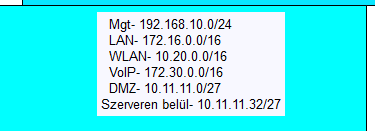 Mgt- 192.168.10.0/24
LAN- 172.16.0.0/16
WLAN- 10.20.0.0/16
VoIP- 172.30.0.0/16
DMZ- 10.11.11.0/27
Szerveren belül- 10.11.11.32/27